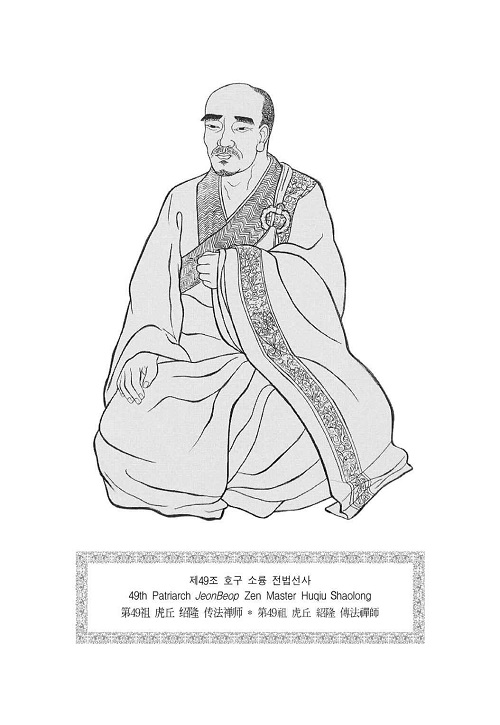 제49조 호구 소륭 전법선사
49th Patriarch JeonBeop Zen Master Huqiu Shaolong
第49祖 虎丘 绍隆 传法禅师 * 第49祖 虎丘 紹隆 傳法禪師